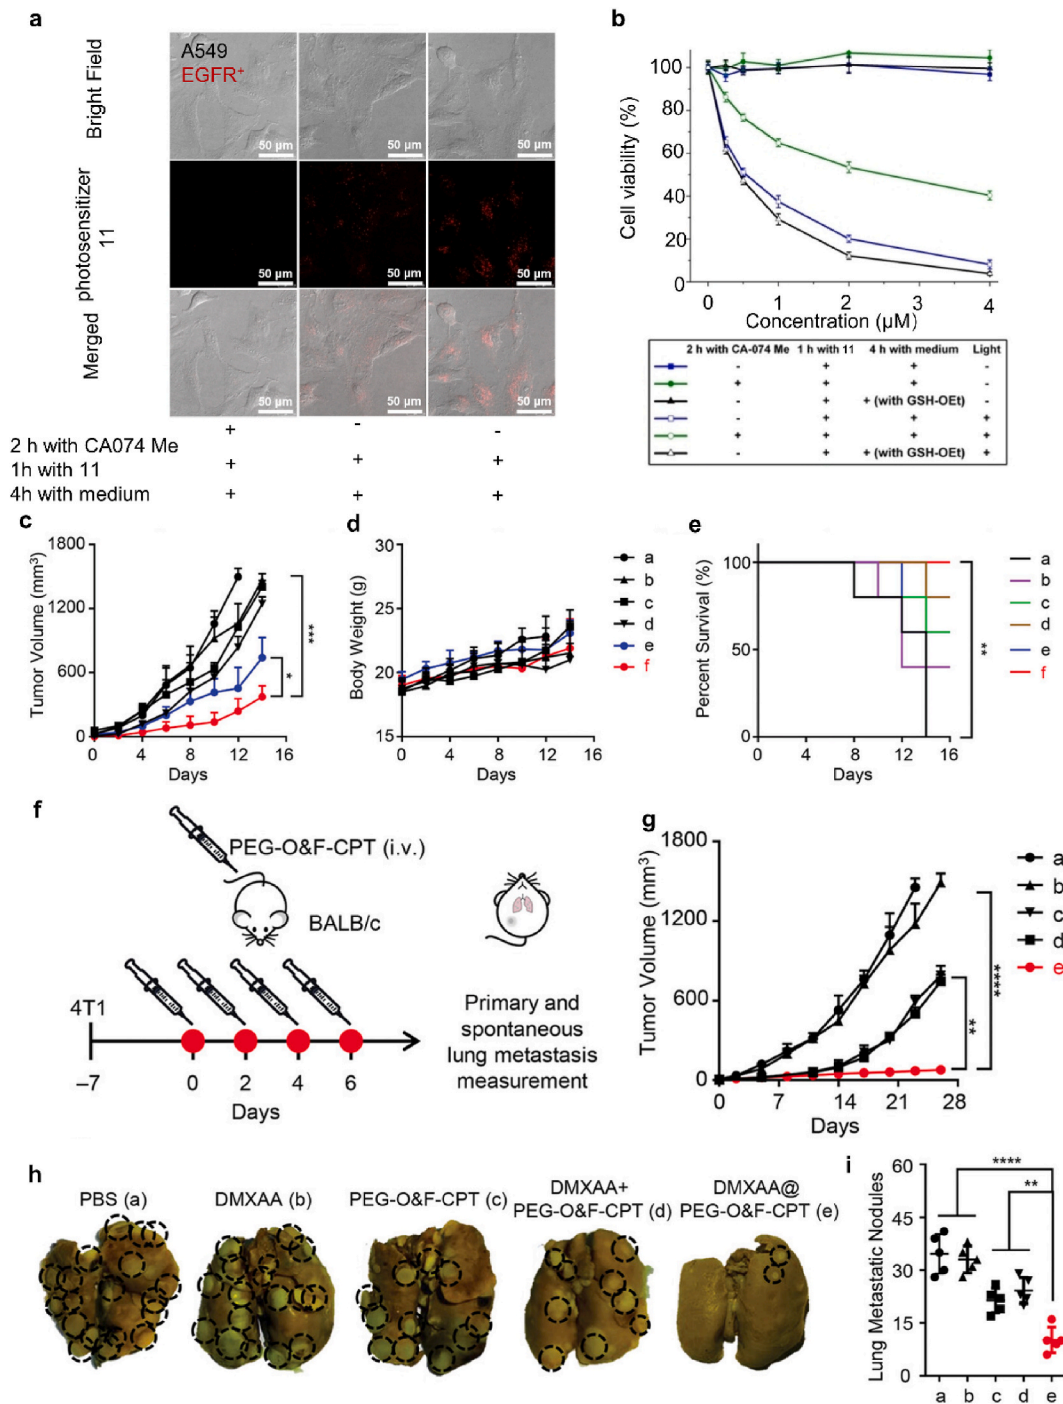 a
A549
EGFR+
Bright Field
50 µm
50 µm
50 µm
photosensitizer
11
50 µm
50 µm
50 µm
Merged
50 µm
50 µm
50 µm
+ - -
2 h with CA074 Me
1h with 11 + + +
4h with medium + + +
b
Cell viability (%)
100
80
60
40
20
0
0 1 2 3 4
Concentration (µM)
2 h with CA-074 Me 1 h with 11 4 h with medium Light
- + + -
+ + + -
- + + (with GSH-OEt) -
- + + +
+ + + +
- + + (with GSH-OEt) +
c
Tumor Volume (mm³)
1800
1200
600
0
0 4 8 12 16
Days
***
*
d
Body Weight (g)
30
25
20
15
0 4 8 12 16
Days
a
b
c
d
e
f
e
Percent Survival (%)
100
50
0
0 4 8 12 16
Days
**
a
b
c
d
e
f
f
PEG-O&F-CPT (i.v.)
BALB/c
4T1
–7 0 2 4 6
Days
Primary and
spontaneous
lung metastasis
measurement
g
Tumor Volume (mm³)
1800
1200
600
0
0 7 14 21 28
Days
**
****
a
b
c
d
e
h
PBS (a)
DMXAA (b)
PEG-O&F-CPT (c)
DMXAA+
PEG-O&F-CPT (d)
DMXAA@
PEG-O&F-CPT (e)
i
Lung Metastatic Nodules
60
45
30
15
0
a b c d e
****
**